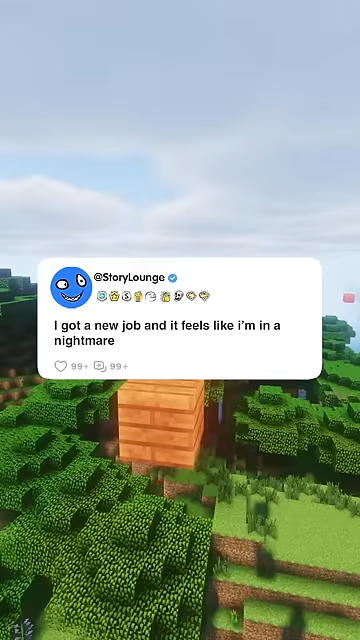 @StoryLounge
I got a new job and it feels like i'm in a
nightmare
99+ 99+